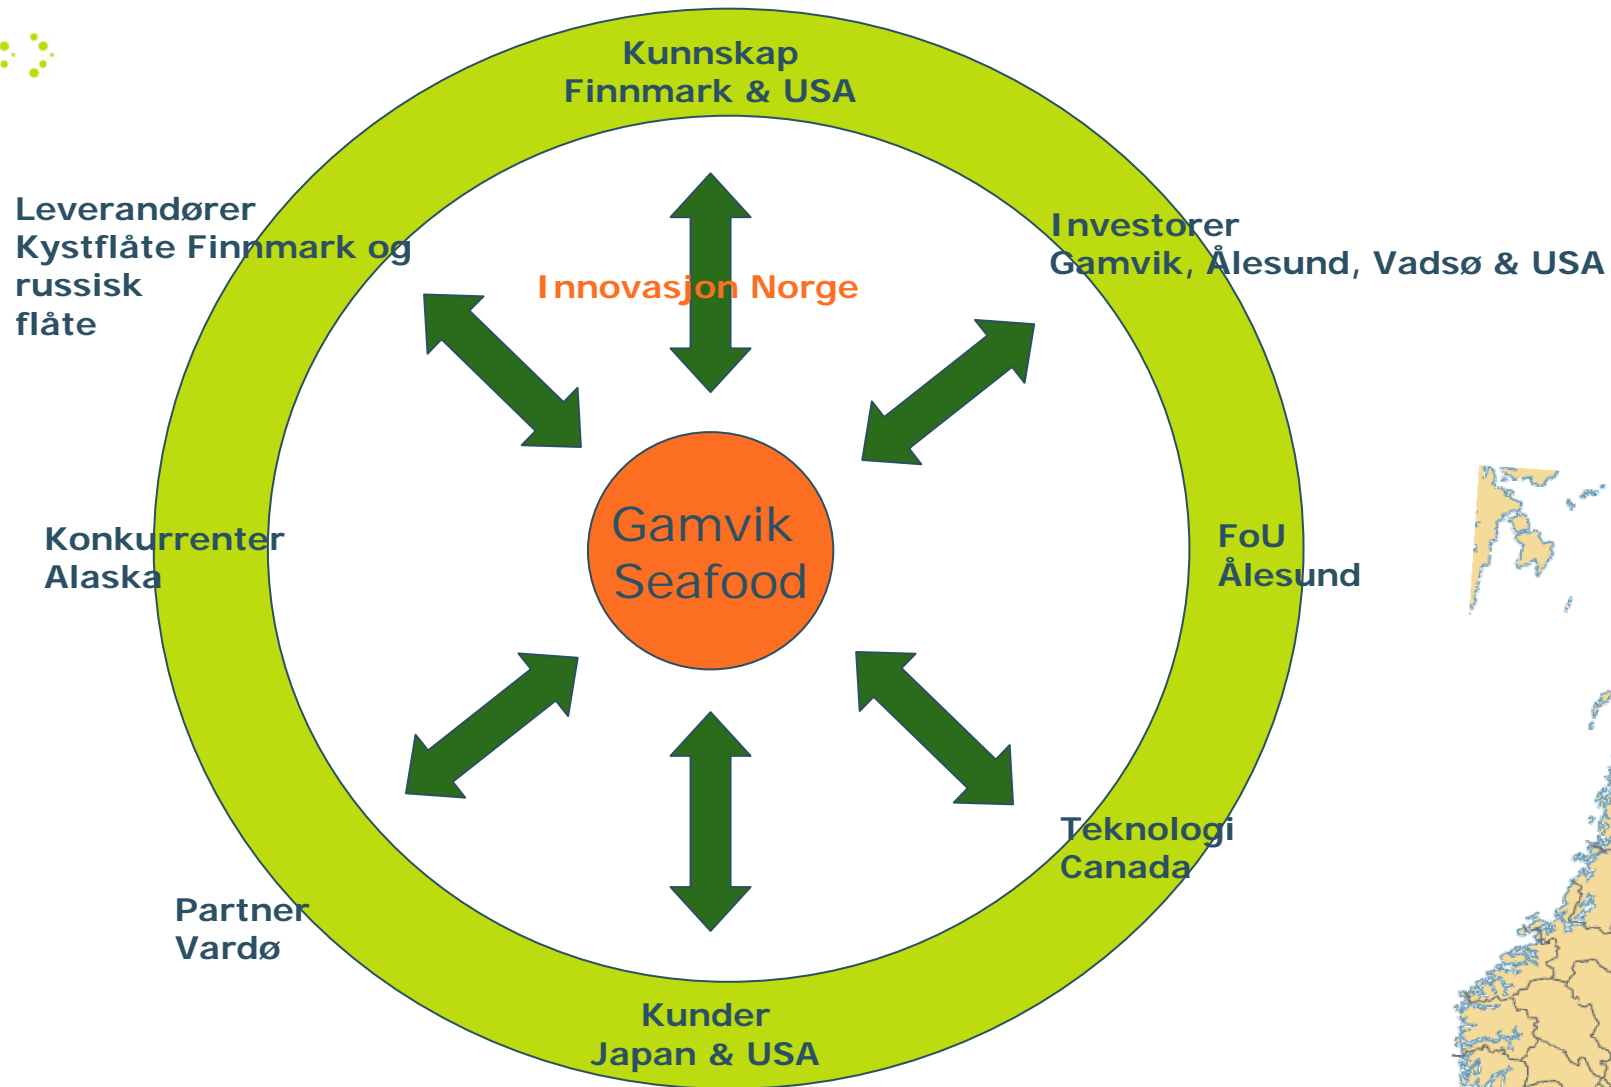 Kunnskap
Finnmark & USA
Leverandører
Kystflåte Finnmark og
russisk
flåte
Investorer
Gamvik, Ålesund, Vadsø & USA
Innovasjon Norge
Gamvik
Seafood
Konkurrenter
Alaska
FoU
Ålesund
Teknologi
Canada
Partner
Vardø
Kunder
Japan & USA